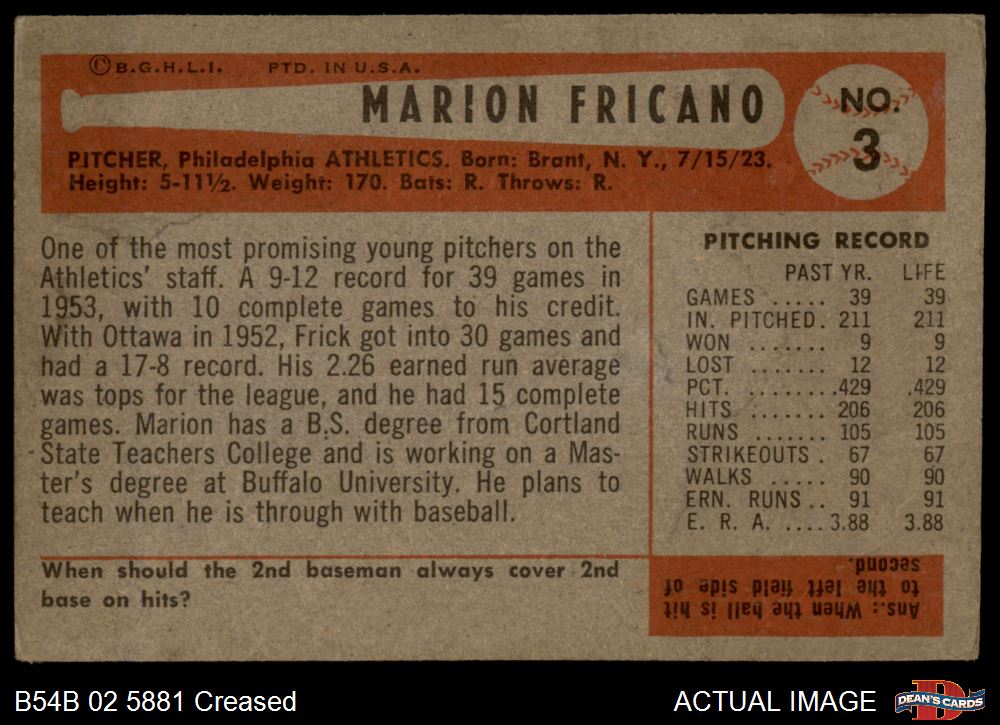 © B.G.H.L.I. PTD. IN U.S.A.
MARION FRICANO
NO.
3
PITCHER, Philadelphia ATHLETICS. Born: Brant, N. Y., 7/15/23.
Height: 5-11½. Weight: 170. Bats: R. Throws: R.
One of the most promising young pitchers on the
Athletics' staff. A 9-12 record for 39 games in
1953, with 10 complete games to his credit.
With Ottawa in 1952, Frick got into 30 games and
had a 17-8 record. His 2.26 earned run average
was tops for the league, and he had 15 complete
games. Marion has a B.S. degree from Cortland
State Teachers College and is working on a Mas-
ter's degree at Buffalo University. He plans to
teach when he is through with baseball.
PITCHING RECORD
PAST YR. LIFE
GAMES ..... 39 39
IN. PITCHED. 211 211
WON ....... 9 9
LOST ...... 12 12
PCT. ........429 .429
HITS ....... 206 206
RUNS ....... 105 105
STRIKEOUTS . 67 67
WALKS ..... 90 90
ERN. RUNS .. 91 91
E. R. A. ....3.88 3.88
When should the 2nd baseman always cover 2nd
base on hits?
Ans.: When the ball is hit
to the left field side of
second.
B54B 02 5881 Creased
ACTUAL IMAGE
D
DEAN'S CARDS